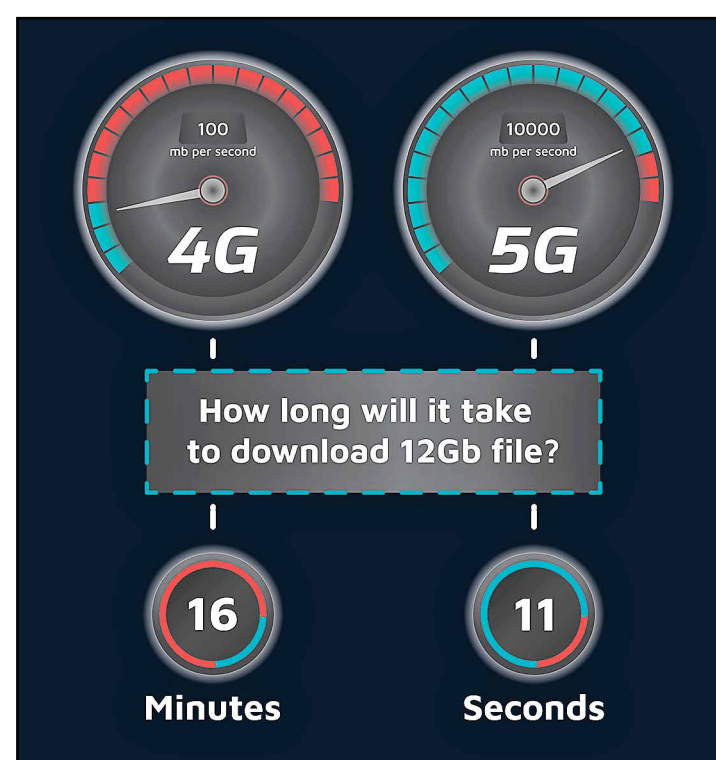 100
mb per second
4G
10000
mb per second
5G
How long will it take
to download 12Gb file?
16
Minutes
11
Seconds